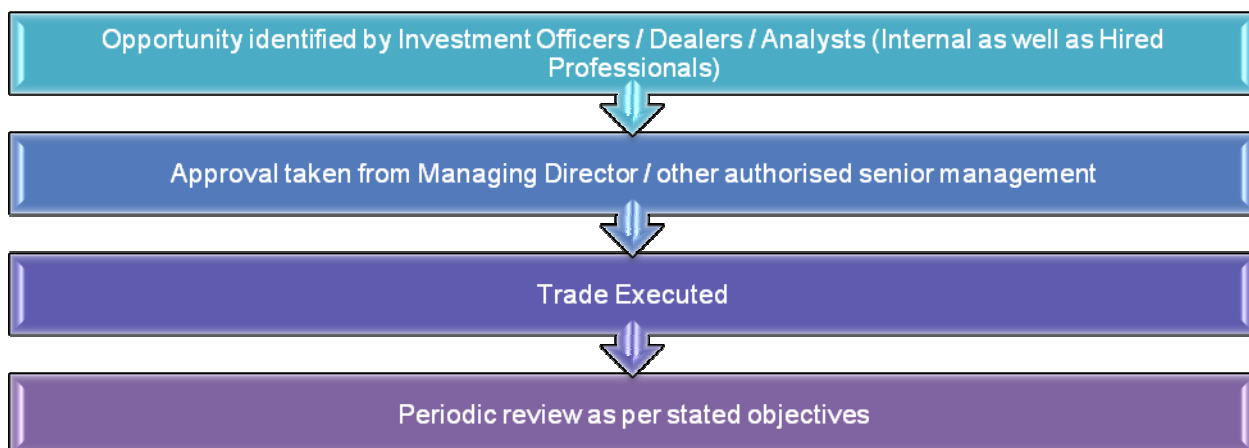 Opportunity identified by Investment Officers / Dealers / Analysts (Internal as well as Hired
Professionals)
Approval taken from Managing Director / other authorised senior management
Trade Executed
Periodic review as per stated objectives